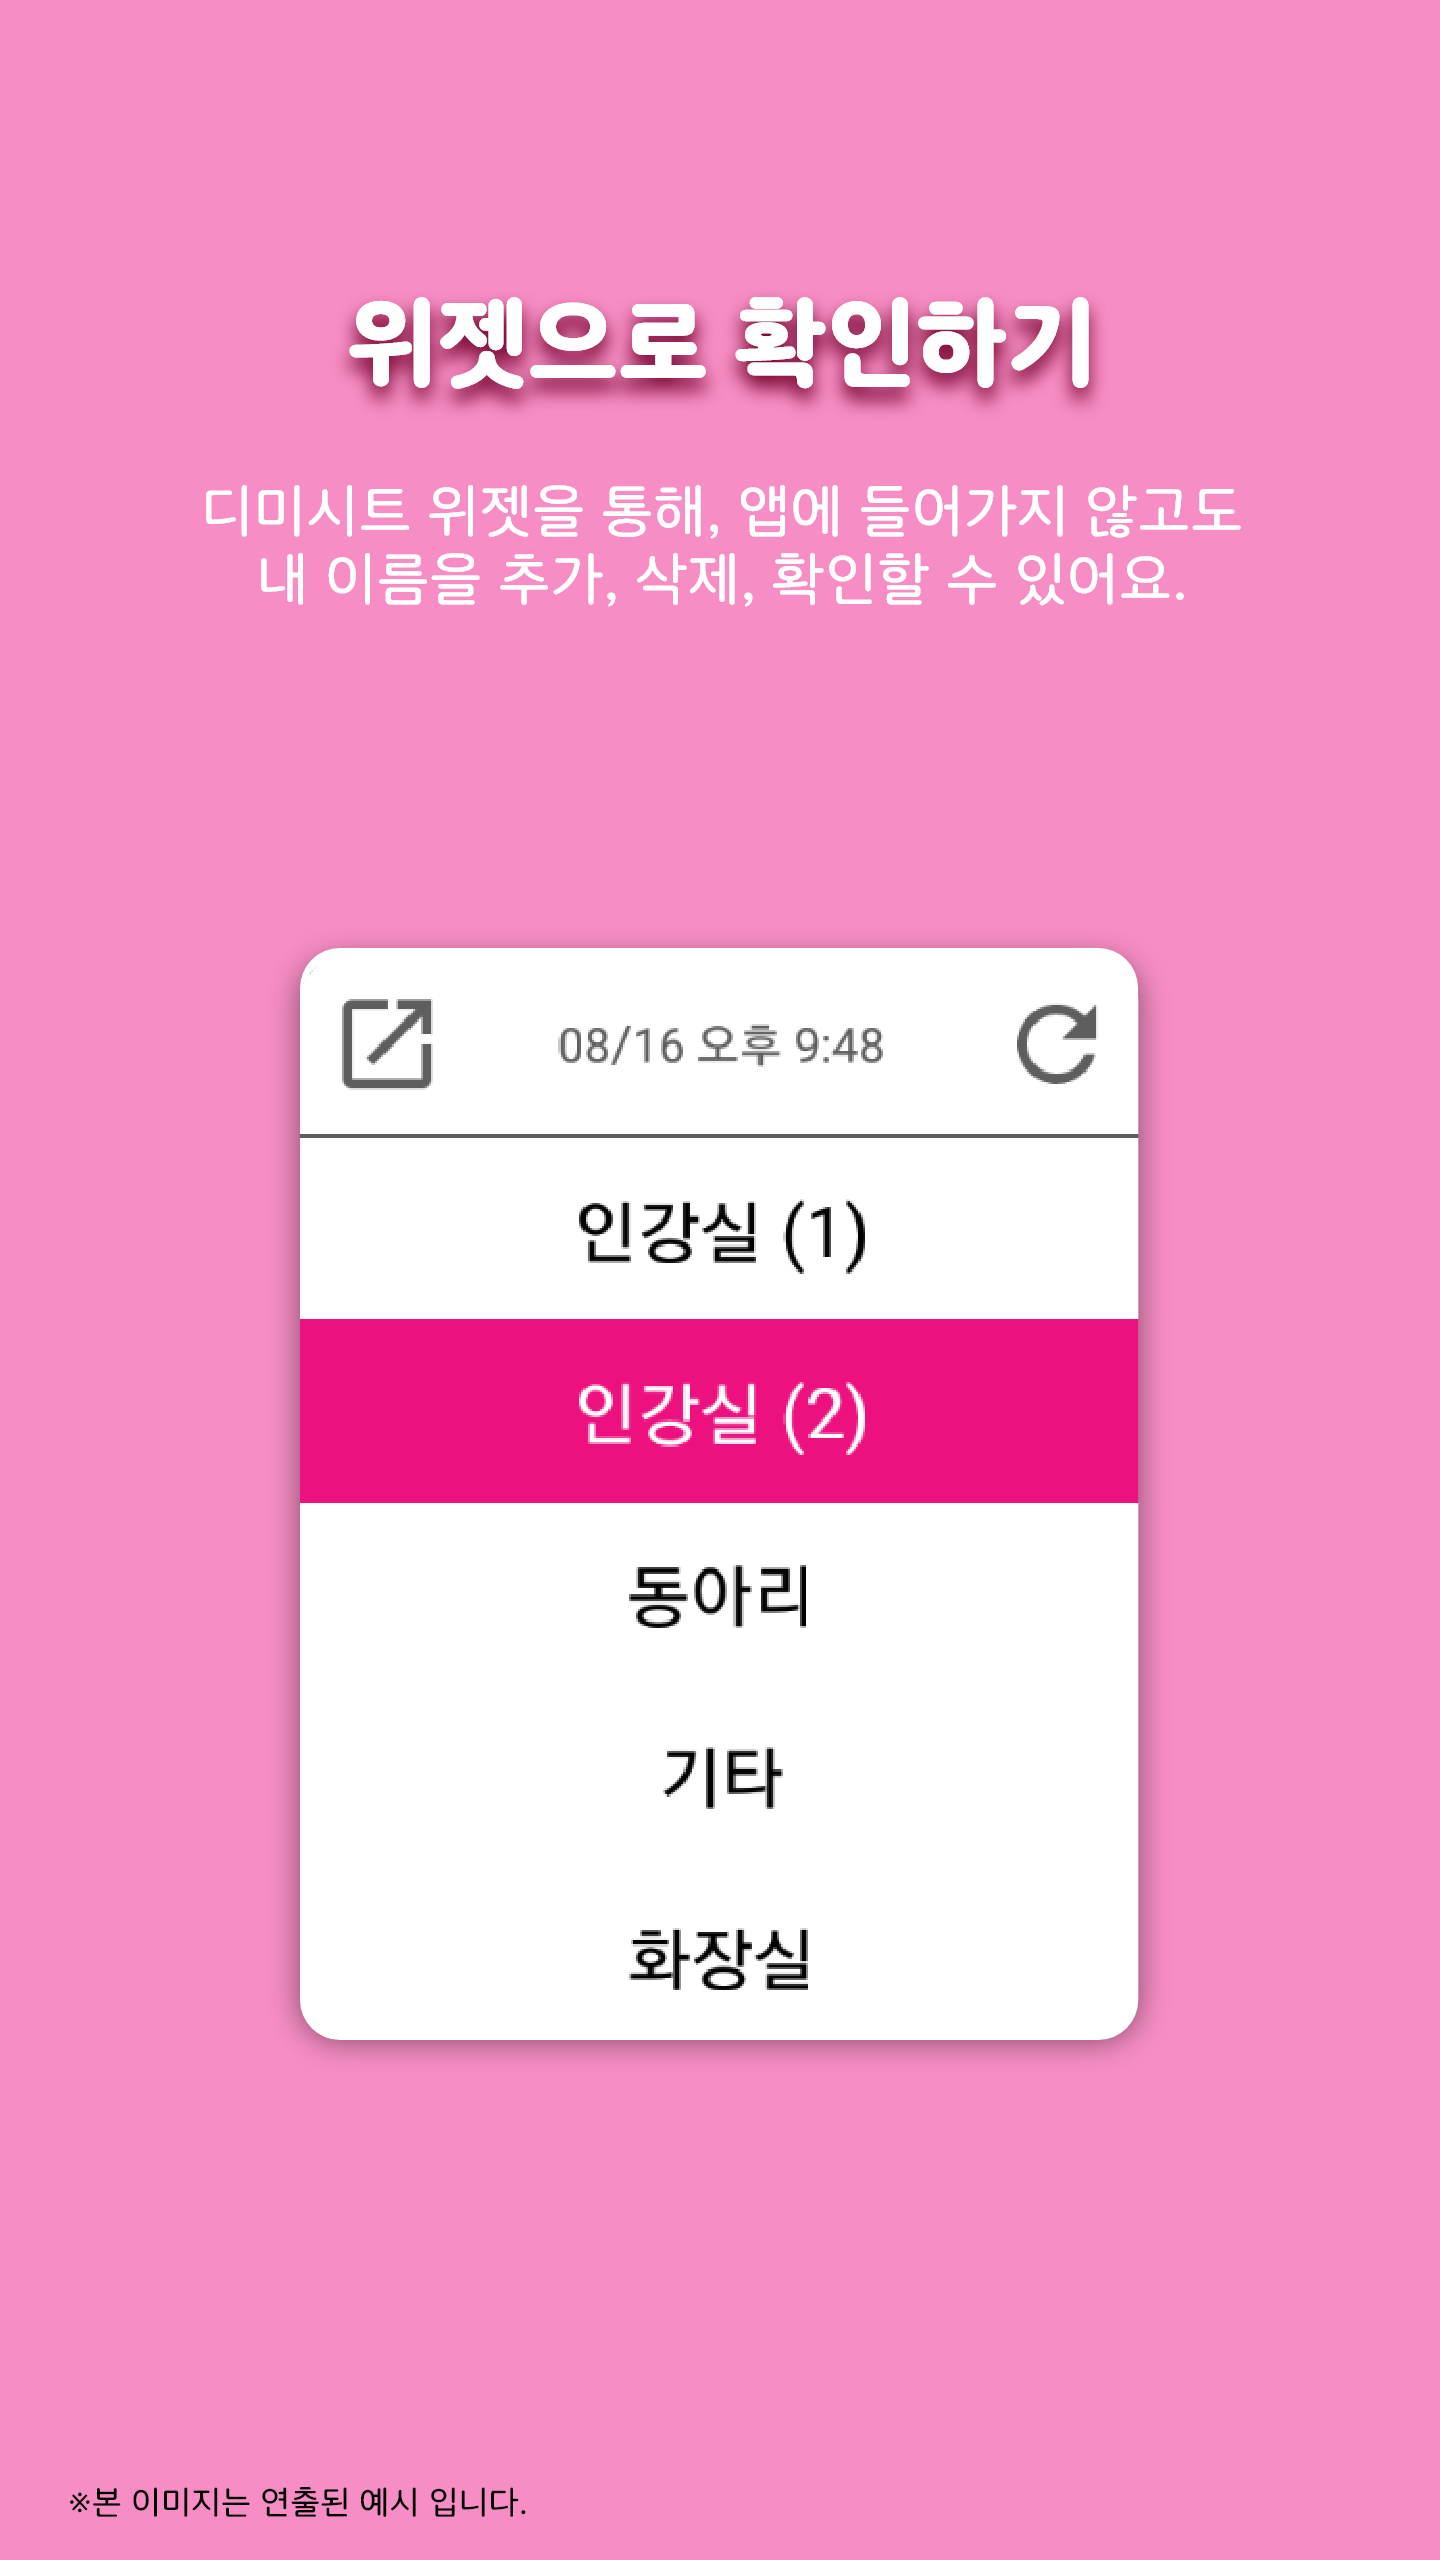 위젯으로 확인하기
디미시트 위젯을 통해, 앱에 들어가지 않고도
내 이름을 추가, 삭제, 확인할 수 있어요.
08/16 오후 9:48
인강실 (1)
인강실 (2)
동아리
기타
화장실
※본 이미지는 연출된 예시 입니다.